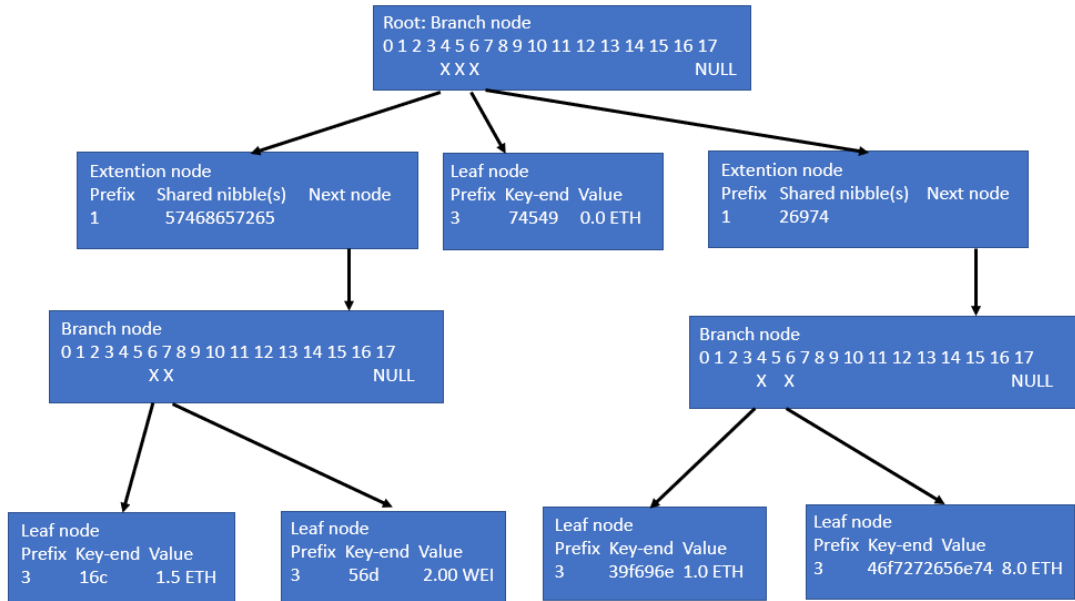 Root: Branch node
0 1 2 3 4 5 6 7 8 9 10 11 12 13 14 15 16 17
X X X NULL
Extention node
Prefix Shared nibble(s) Next node
1 57468657265
Leaf node
Prefix Key-end Value
3 74549 0.0 ETH
Extention node
Prefix Shared nibble(s) Next node
1 26974
Branch node
0 1 2 3 4 5 6 7 8 9 10 11 12 13 14 15 16 17
X X NULL
Branch node
0 1 2 3 4 5 6 7 8 9 10 11 12 13 14 15 16 17
X X NULL
Leaf node
Prefix Key-end Value
3 16c 1.5 ETH
Leaf node
Prefix Key-end Value
3 56d 2.00 WEI
Leaf node
Prefix Key-end Value
3 39f696e 1.0 ETH
Leaf node
Prefix Key-end Value
3 46f7272656e74 8.0 ETH